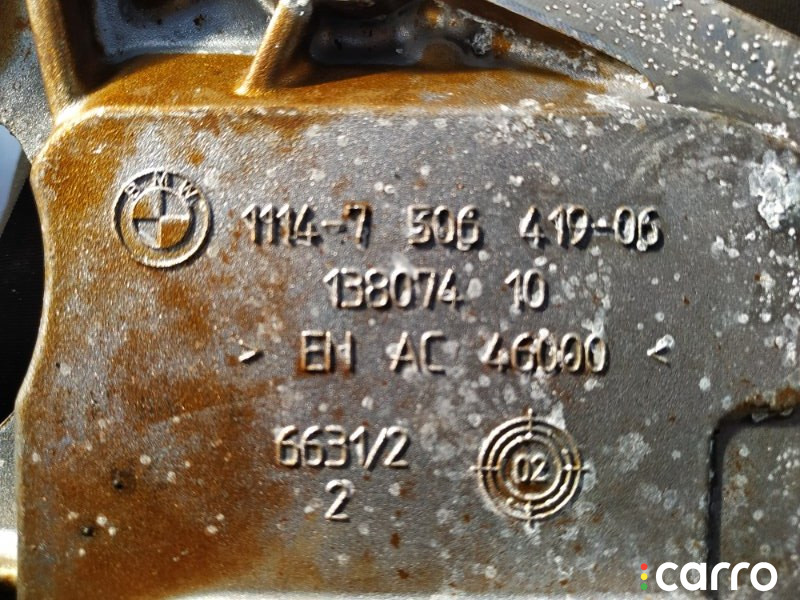 BMW
1114-7 506 419-06
138074 10
> EN AC 46000 <
6631/2
2
02
carro